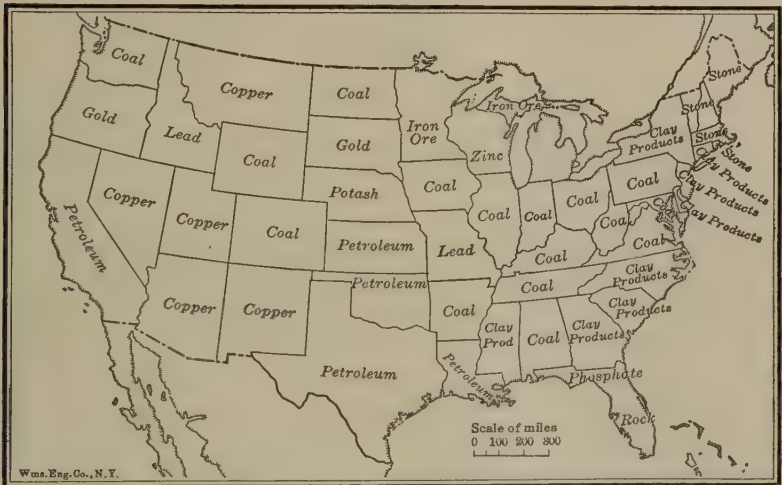 Coal
Copper
Coal
Iron
Ore
Iron Ore
Stone
Stone
Gold
Lead
Coal
Gold
Zinc
Clay
Products
Stone
Stone
Clay Products
Clay Products
Clay Products
Potash
Coal
Coal
Coal
Coal
Coal
Coal
Coal
Coal
Petroleum
Copper
Copper
Coal
Petroleum
Lead
Coal
Coal
Clay
Products
Copper
Copper
Petroleum
Coal
Clay
Prod
Coal
Clay
Products
Clay
Products
Petroleum
Petroleum
Phosphate
Rock
Scale of miles
0 100 200 300
Wms. Eng. Co., N.Y.